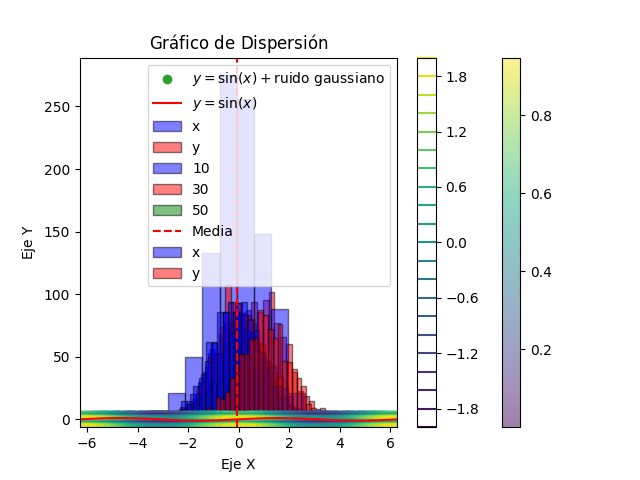 Gráfico de Dispersión
y = sin(x) + ruido gaussiano
y = sin(x)
x
y
10
30
50
Media
x
y
250
200
150
100
50
0
Eje Y
−6
−4
−2
0
2
4
6
Eje X
1.8
1.2
0.6
0.0
−0.6
−1.2
−1.8
0.8
0.6
0.4
0.2